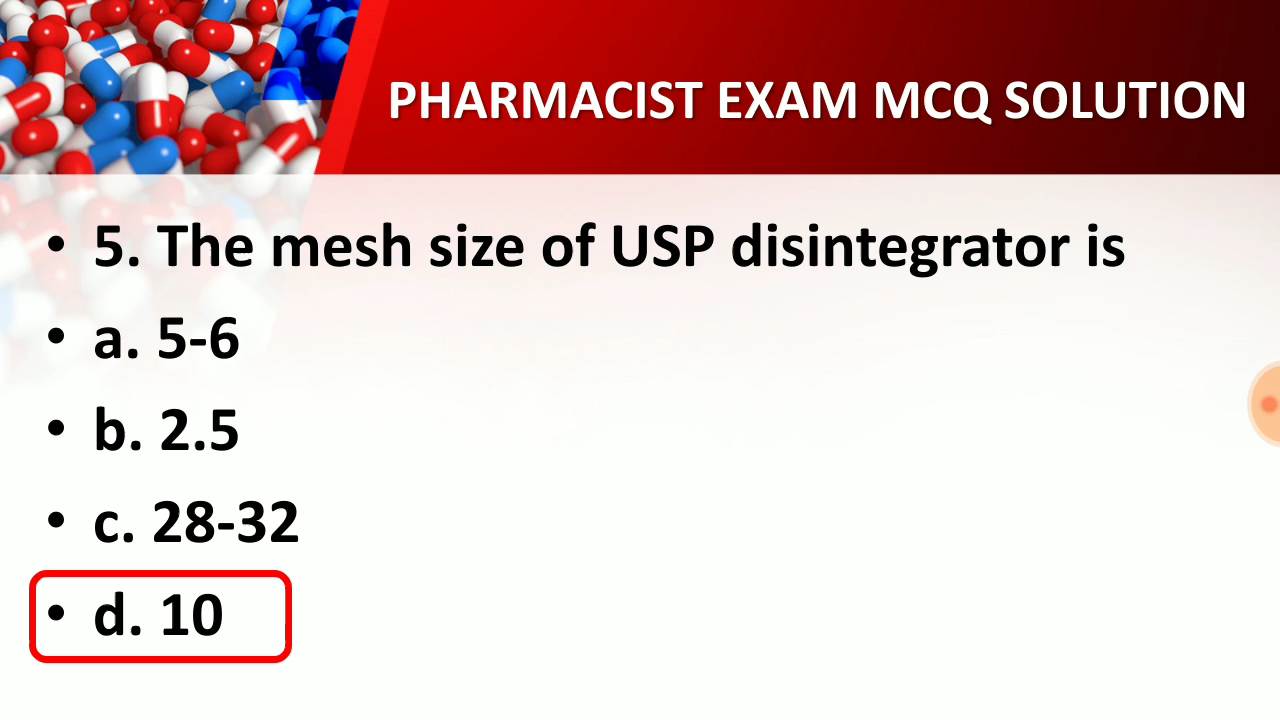 PHARMACIST EXAM MCQ SOLUTION
• 5. The mesh size of USP disintegrator is
• a. 5-6
• b. 2.5
• c. 28-32
• d. 10